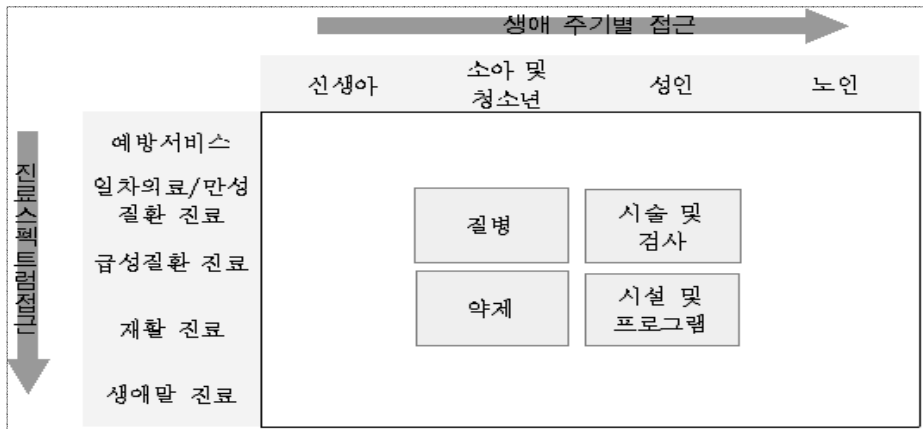 생애 주기별 접근
신생아
소아 및
청소년
성인
노인
진료스펙트럼접근
예방서비스
일차의료/만성
질환 진료
급성질환 진료
재활 진료
생애말 진료
질병
시술 및
검사
약제
시설 및
프로그램